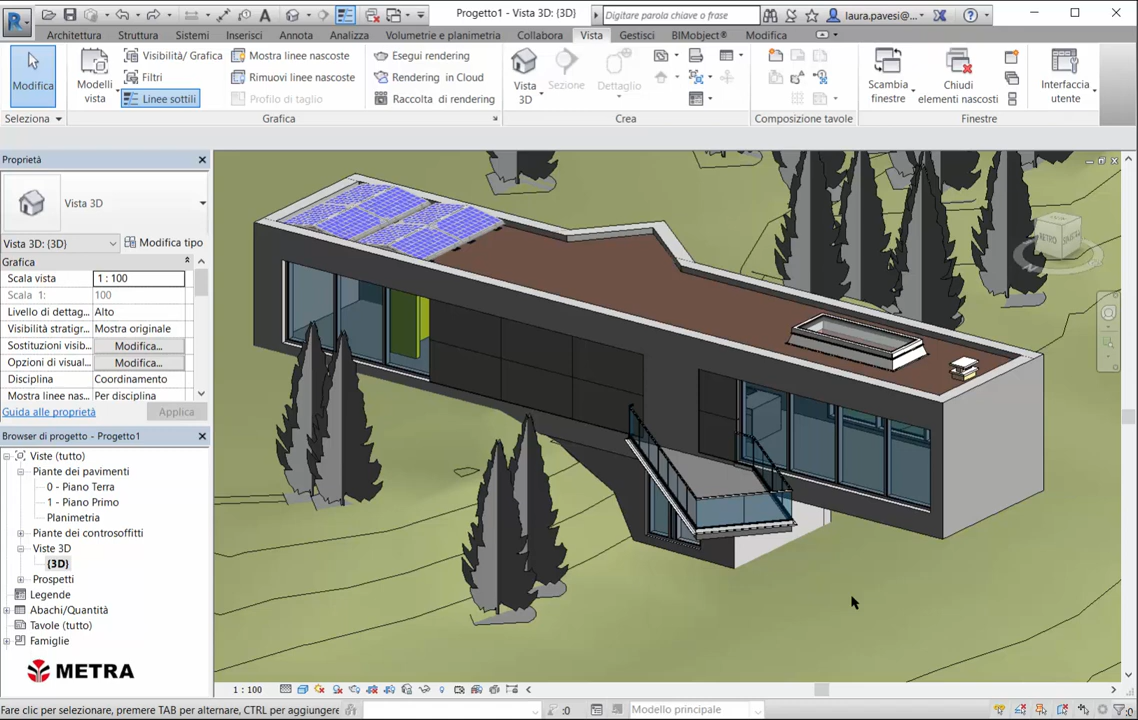 Progetto1 - Vista 3D: {3D}
Digitare parola chiave o frase
laura.pavesi@...
Architettura Struttura Sistemi Inserisci Annota Analizza Volumetrie e planimetria Collabora Vista Gestisci BIMobject® Modifica
Modifica
Modelli vista
Visibilità/ Grafica
Filtri
Linee sottili
Mostra linee nascoste
Rimuovi linee nascoste
Profilo di taglio
Esegui rendering
Rendering in Cloud
Raccolta di rendering
Vista 3D
Sezione
Dettaglio
Scambia finestre
Chiudi elementi nascosti
Interfaccia utente
Seleziona Grafica Crea Composizione tavole Finestre
Proprietà
Vista 3D
Vista 3D: {3D}
Modifica tipo
Grafica
Scala vista 1 : 100
Scala 1: 100
Livello di dettag... Alto
Visibilità stratigr... Mostra originale
Sostituzioni visib... Modifica...
Opzioni di visual... Modifica...
Disciplina Coordinamento
Mostra linee nas... Per disciplina
Guida alle proprietà Applica
Browser di progetto - Progetto1
Viste (tutto)
Piante dei pavimenti
0 - Piano Terra
1 - Piano Primo
Planimetria
Piante dei controsoffitti
Viste 3D
{3D}
Prospetti
Legende
Abachi/Quantità
Tavole (tutto)
Famiglie
METRA
RETRO
1 : 100
Fare clic per selezionare, premere TAB per alternare, CTRL per aggiungere
:0
Modello principale
:0